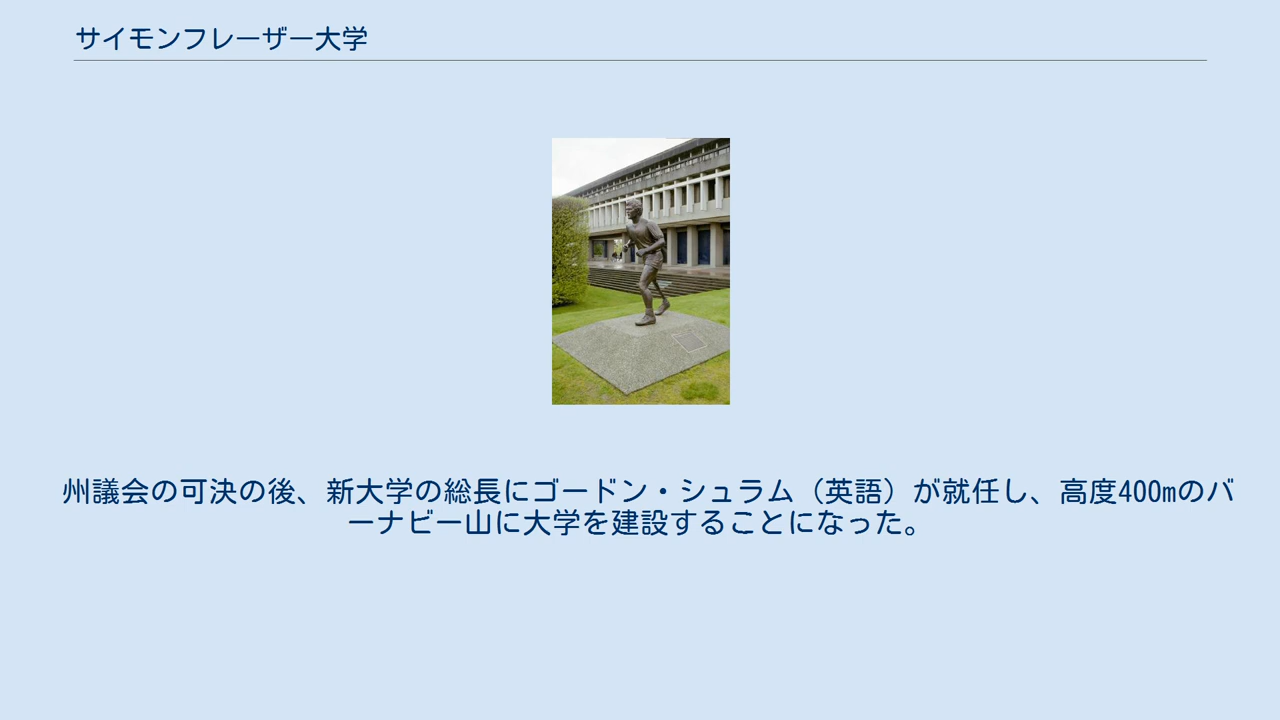 サイモンフレーザー大学
州議会の可決の後、新大学の総長にゴードン・シュラム（英語）が就任し、高度400mのバ
ーナビー山に大学を建設することになった。